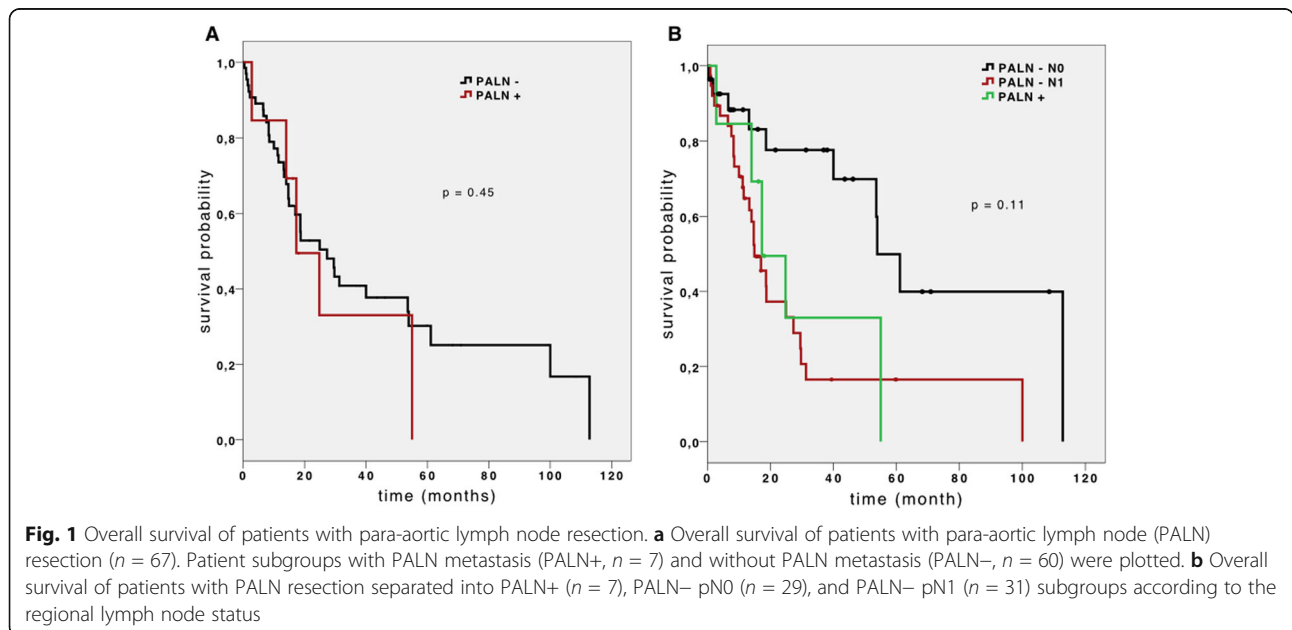 A
PALN -
PALN +
p = 0.45
survival probability
1,0
0,8
0,6
0,4
0,2
0,0
0 20 40 60 80 100 120
time (months)
B
PALN - N0
PALN - N1
PALN +
p = 0.11
survival probability
1,0
0,8
0,6
0,4
0,2
0,0
0 20 40 60 80 100 120
time (month)
Fig. 1 Overall survival of patients with para-aortic lymph node resection. a Overall survival of patients with para-aortic lymph node (PALN)
resection (n = 67). Patient subgroups with PALN metastasis (PALN+, n = 7) and without PALN metastasis (PALN−, n = 60) were plotted. b Overall
survival of patients with PALN resection separated into PALN+ (n = 7), PALN− pN0 (n = 29), and PALN− pN1 (n = 31) subgroups according to the
regional lymph node status